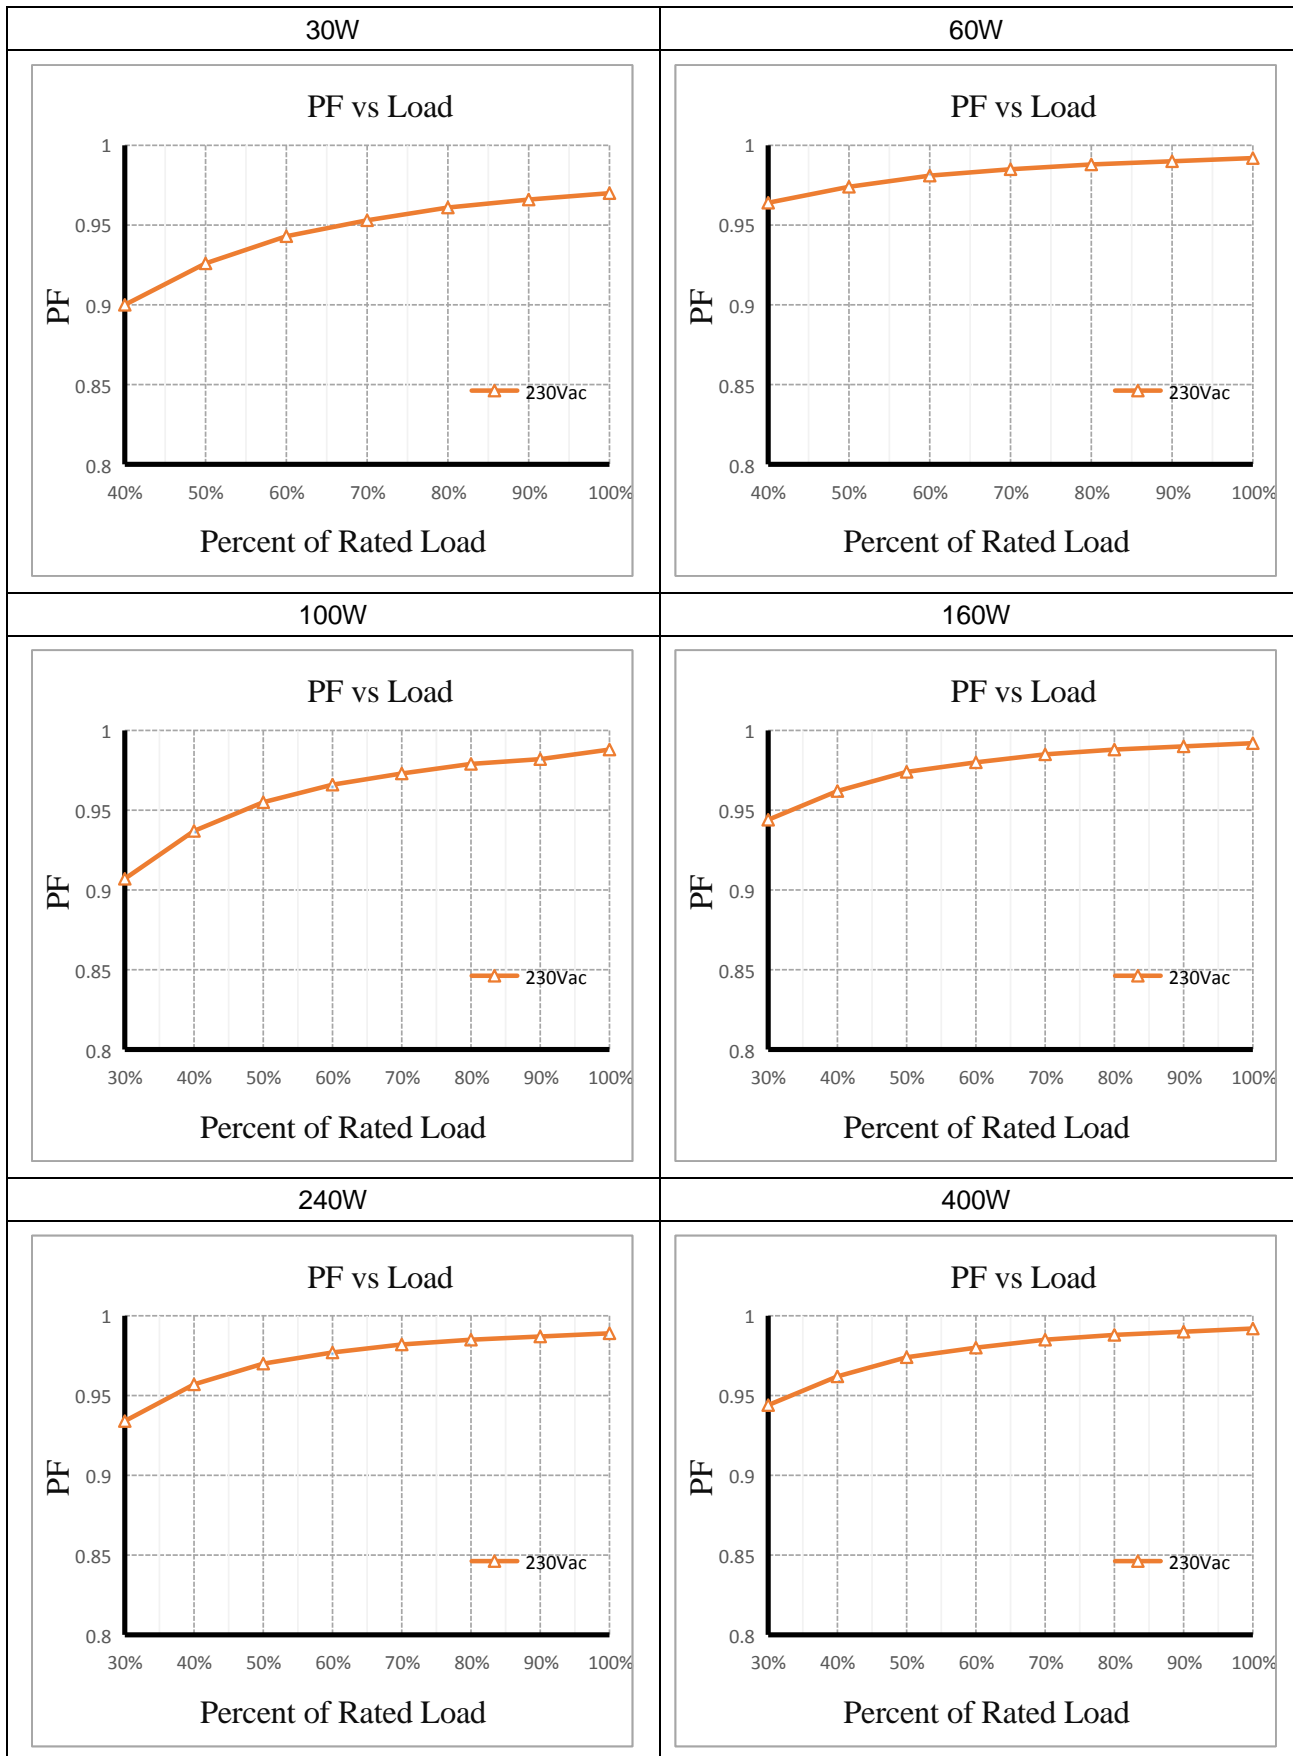 30W
60W
PF vs Load
1
0.95
0.9
0.85
0.8
PF
230Vac
40% 50% 60% 70% 80% 90% 100%
Percent of Rated Load
PF vs Load
1
0.95
0.9
0.85
0.8
PF
230Vac
40% 50% 60% 70% 80% 90% 100%
Percent of Rated Load
100W
160W
PF vs Load
1
0.95
0.9
0.85
0.8
PF
230Vac
30% 40% 50% 60% 70% 80% 90% 100%
Percent of Rated Load
PF vs Load
1
0.95
0.9
0.85
0.8
PF
230Vac
30% 40% 50% 60% 70% 80% 90% 100%
Percent of Rated Load
240W
400W
PF vs Load
1
0.95
0.9
0.85
0.8
PF
230Vac
30% 40% 50% 60% 70% 80% 90% 100%
Percent of Rated Load
PF vs Load
1
0.95
0.9
0.85
0.8
PF
230Vac
30% 40% 50% 60% 70% 80% 90% 100%
Percent of Rated Load